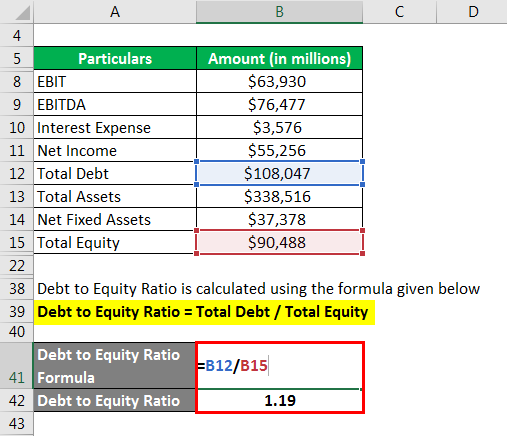 A B C D
4
5 Particulars Amount (in millions)
8 EBIT $63,930
9 EBITDA $76,477
10 Interest Expense $3,576
11 Net Income $55,256
12 Total Debt $108,047
13 Total Assets $338,516
14 Net Fixed Assets $37,378
15 Total Equity $90,488
22
38 Debt to Equity Ratio is calculated using the formula given below
39 Debt to Equity Ratio = Total Debt / Total Equity
40
Debt to Equity Ratio =B12/B15
41 Formula
42 Debt to Equity Ratio 1.19
43